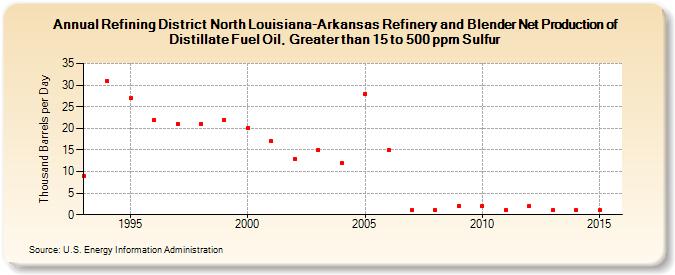 Annual Refining District North Louisiana-Arkansas Refinery and Blender Net Production of
Distillate Fuel Oil, Greater than 15 to 500 ppm Sulfur
Thousand Barrels per Day
35
30
25
20
15
10
5
0
1995 2000 2005 2010 2015
Source: U.S. Energy Information Administration